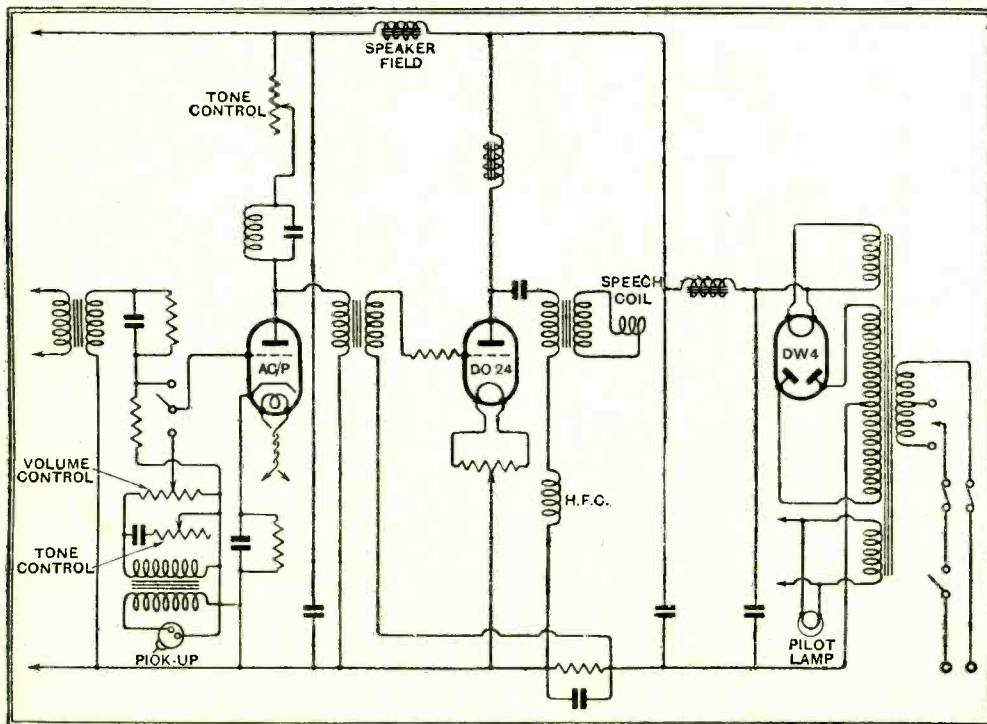 SPEAKER
FIELD
TONE
CONTROL
SPEECH
COIL
AC/P
DO 24
DW4
VOLUME
CONTROL
H.F.C.
TONE
CONTROL
PICK-UP
PILOT
LAMP